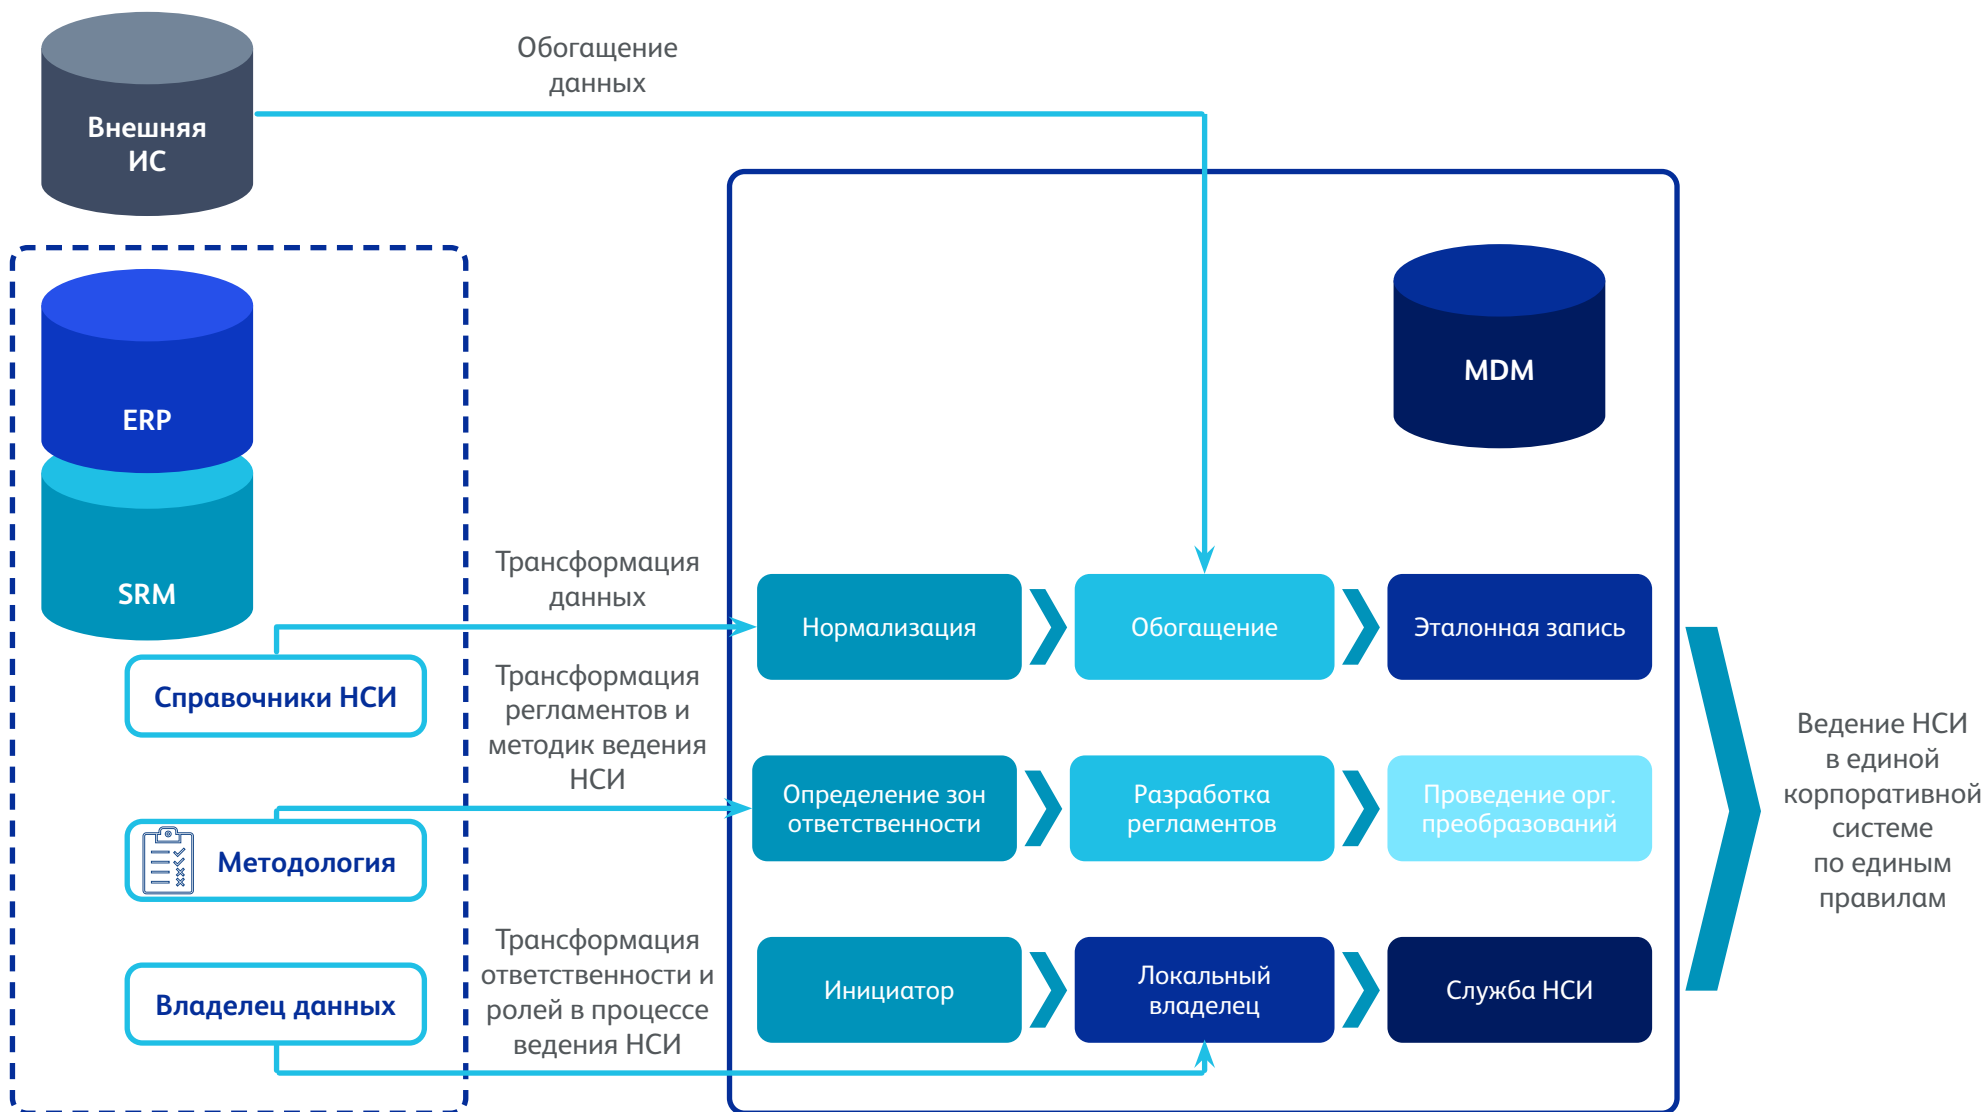 Обогащение
данных
Внешняя
ИС
MDM
ERP
SRM
Трансформация
данных
Нормализация
Обогащение
Эталонная запись
Справочники НСИ
Трансформация
регламентов и
методик ведения
НСИ
Определение зон
ответственности
Разработка
регламентов
Проведение орг.
преобразований
Методология
Ведение НСИ
в единой
корпоративной
системе
по единым
правилам
Владелец данных
Трансформация
ответственности и
ролей в процессе
ведения НСИ
Инициатор
Локальный
владелец
Служба НСИ